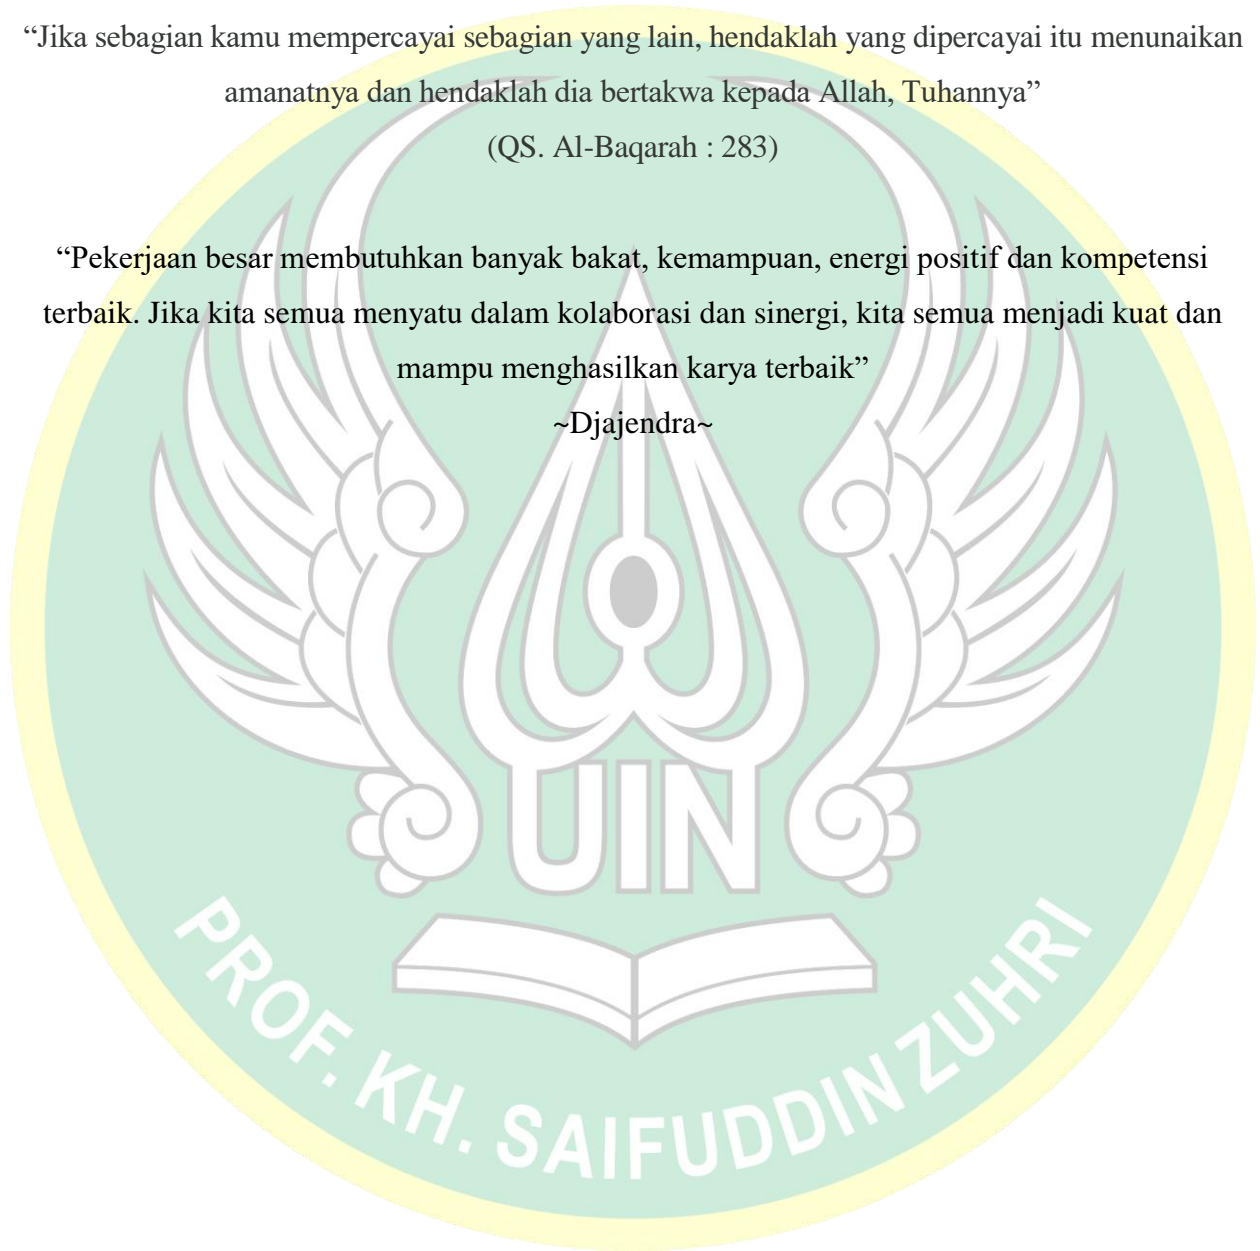 “Jika sebagian kamu mempercayai sebagian yang lain, hendaklah yang dipercayai itu menunaikan
amanatnya dan hendaklah dia bertakwa kepada Allah, Tuhannya”
(QS. Al-Baqarah : 283)
“Pekerjaan besar membutuhkan banyak bakat, kemampuan, energi positif dan kompetensi
terbaik. Jika kita semua menyatu dalam kolaborasi dan sinergi, kita semua menjadi kuat dan
mampu menghasilkan karya terbaik”
~Djajendra~
UIN
PROF. KH. SAIFUDDIN ZUHRI